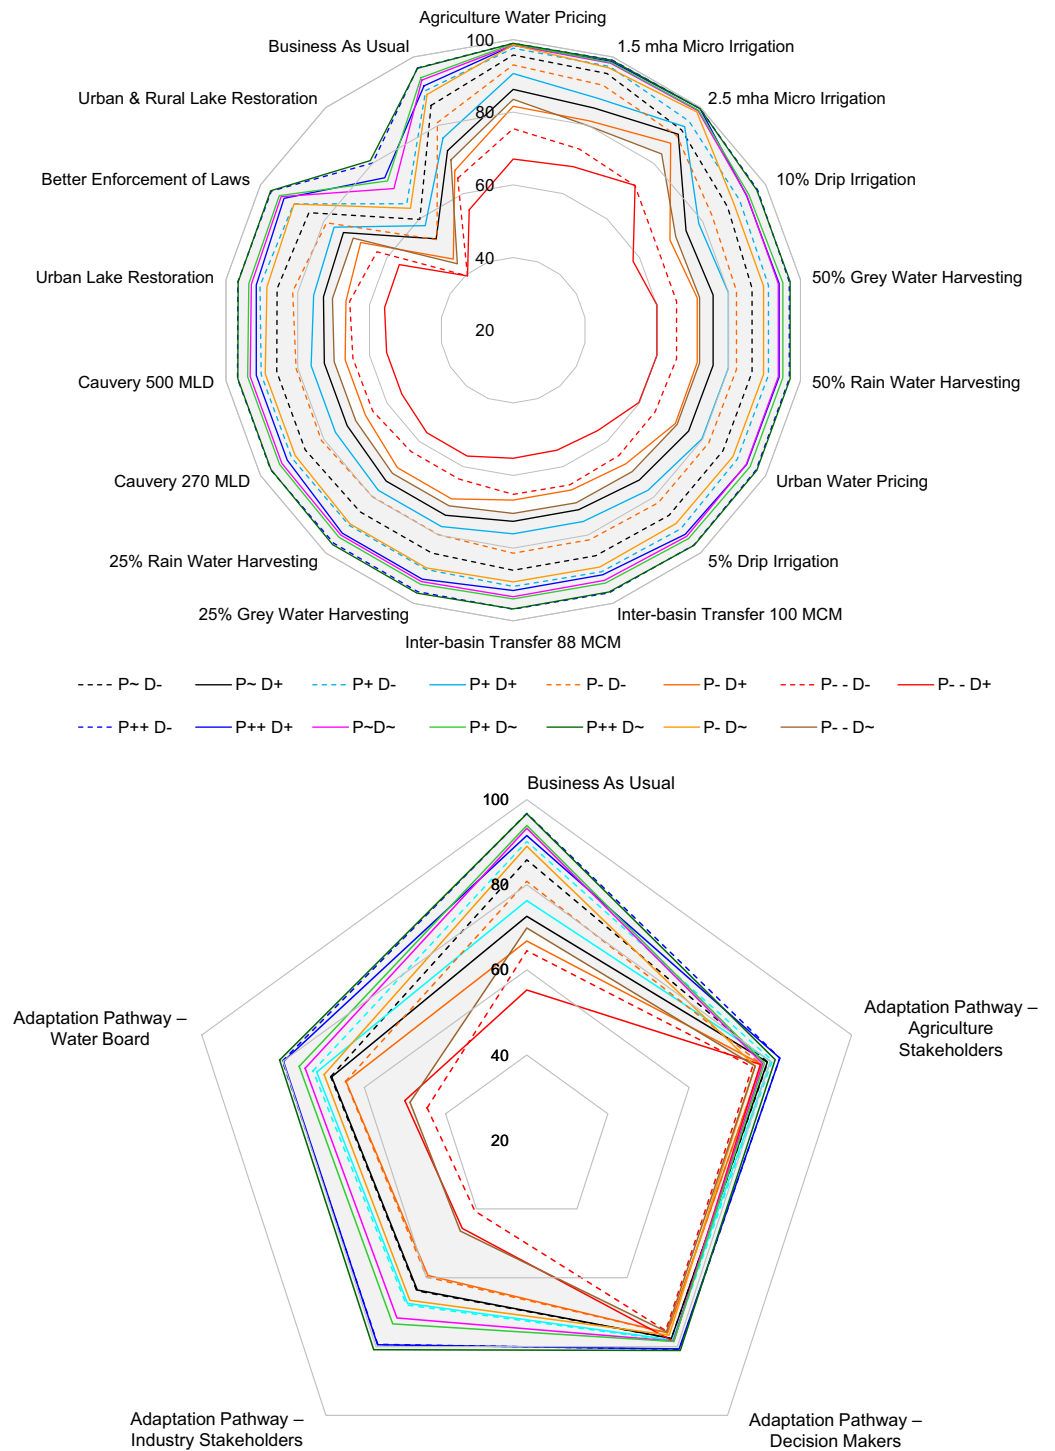 Agriculture Water Pricing
100
Business As Usual
1.5 mha Micro Irrigation
Urban & Rural Lake Restoration
2.5 mha Micro Irrigation
80
Better Enforcement of Laws
10% Drip Irrigation
60
40
Urban Lake Restoration
50% Grey Water Harvesting
20
Cauvery 500 MLD
50% Rain Water Harvesting
Cauvery 270 MLD
Urban Water Pricing
25% Rain Water Harvesting
5% Drip Irrigation
25% Grey Water Harvesting
Inter-basin Transfer 100 MCM
Inter-basin Transfer 88 MCM
P~ D- P~ D+ P+ D- P+ D+ P- D- P- D+ P- - D- P- - D+
P++ D- P++ D+ P~D~ P+ D~ P++ D~ P- D~ P- - D~
Business As Usual
100
80
60
40
20
Adaptation Pathway –
Agriculture
Stakeholders
Adaptation Pathway –
Water Board
Adaptation Pathway –
Industry Stakeholders
Adaptation Pathway –
Decision Makers